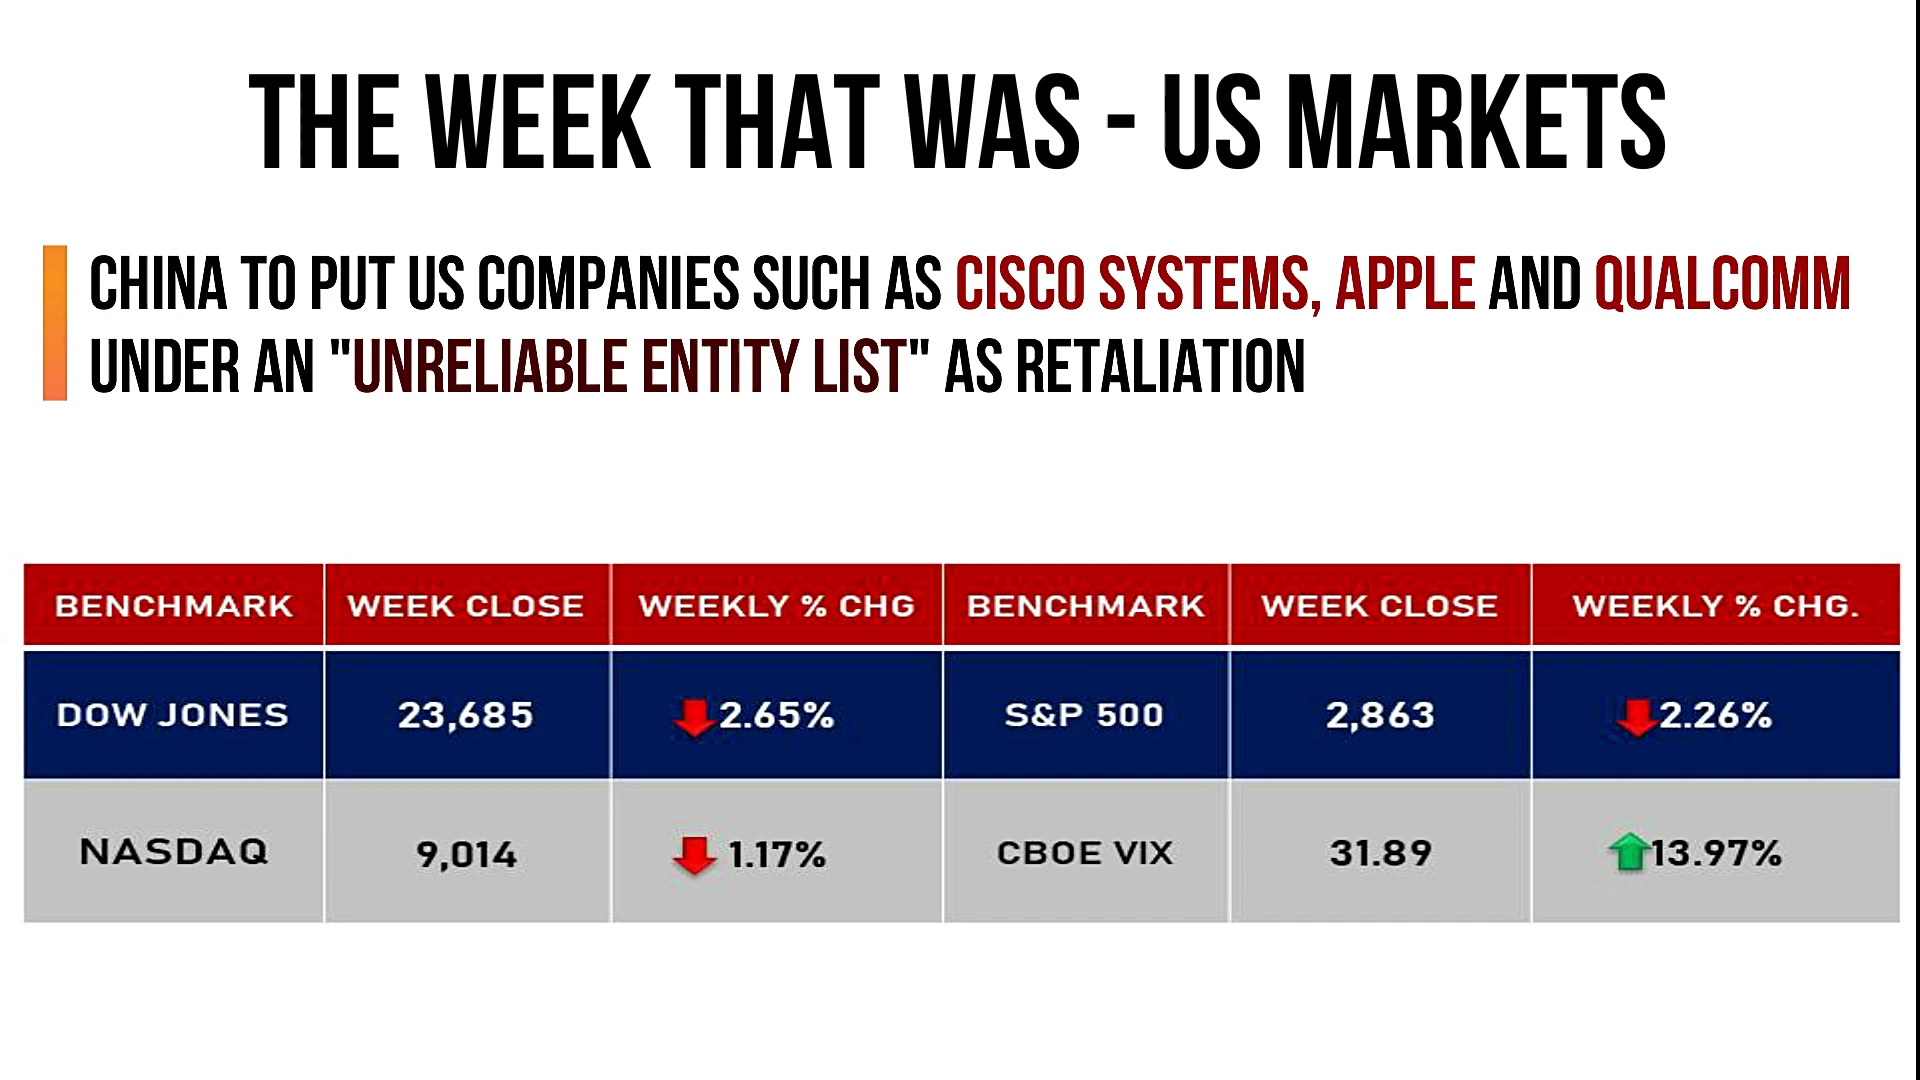 THE WEEK THAT WAS - US MARKETS
CHINA TO PUT US COMPANIES SUCH AS CISCO SYSTEMS, APPLE AND QUALCOMM
UNDER AN "UNRELIABLE ENTITY LIST" AS RETALIATION
BENCHMARK WEEK CLOSE WEEKLY % CHG BENCHMARK WEEK CLOSE WEEKLY % CHG.
DOW JONES 23,685 2.65% S&P 500 2,863 2.26%
NASDAQ 9,014 1.17% CBOE VIX 31.89 13.97%